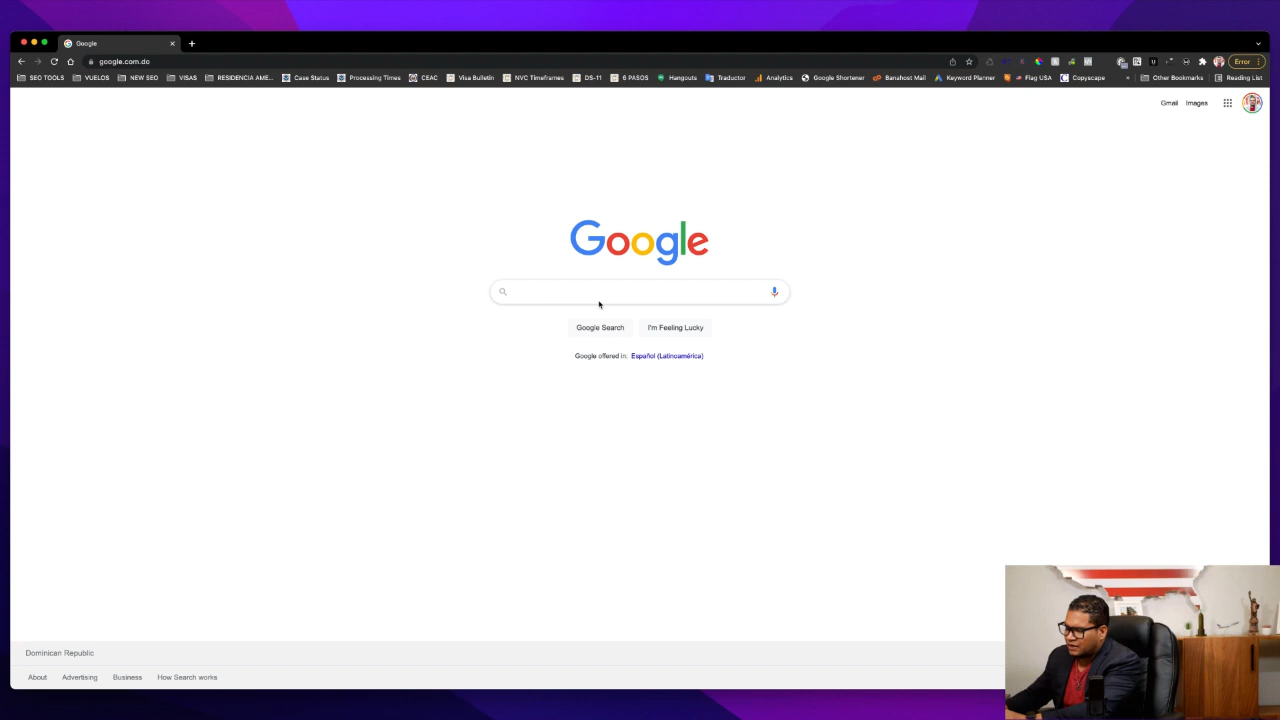 Google
google.com.do
SEO TOOLS VUELOS NEW SEO VISAS RESIDENCIA AME... Case Status Processing Times CEAC Visa Bulletin NVC Timeframes DS-11 6 PASOS Hangouts Traductor Analytics Google Shortener Banahost Mail Keyword Planner Flag USA Copyscape » Other Bookmarks Reading List
Error
Gmail Images
Google
Google Search I'm Feeling Lucky
Google offered in: Español (Latinoamérica)
Dominican Republic
About Advertising Business How Search works